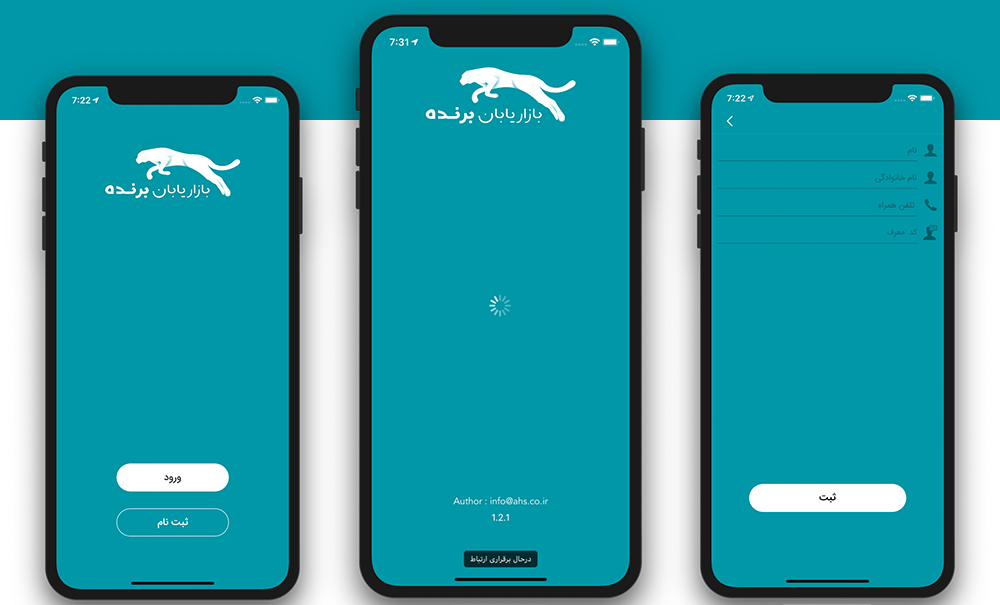 7:22
بازاریابان برنده
ورود
ثبت نام
7:31
بازاریابان برنده
Author : info@ahs.co.ir
1.2.1
درحال برقراری ارتباط
7:22
نام
نام خانوادگی
تلفن همراه
کد معرف
ثبت